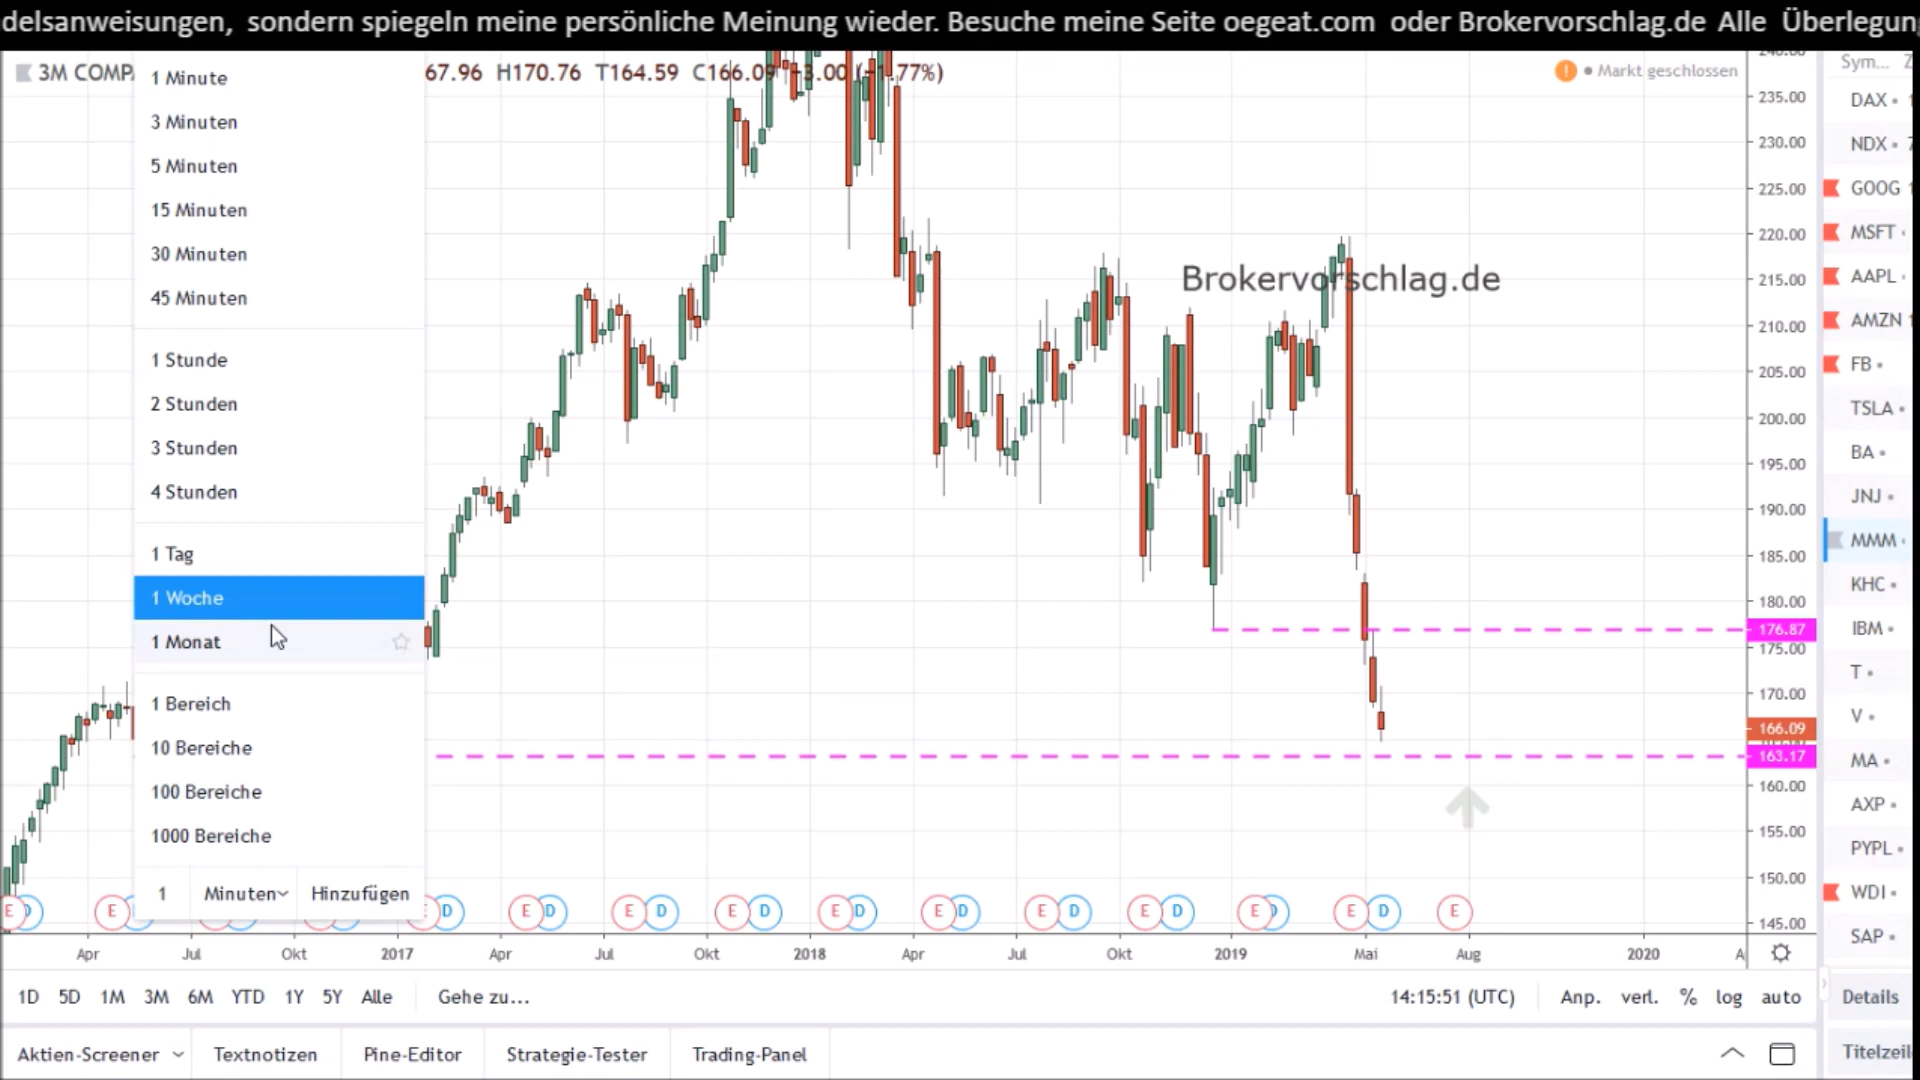 delsanweisungen, sondern spiegeln meine persönliche Meinung wieder. Besuche meine Seite oegeat.com oder Brokervorschlag.de Alle Überlegun
3M COMPA
67.96 H170.76 T164.59 C166.09 −3.00 (−1.77%)
Markt geschlossen
1 Minute
3 Minuten
5 Minuten
15 Minuten
30 Minuten
45 Minuten
1 Stunde
2 Stunden
3 Stunden
4 Stunden
1 Tag
1 Woche
1 Monat
1 Bereich
10 Bereiche
100 Bereiche
1000 Bereiche
1 Minuten Hinzufügen
Brokervorschlag.de
235.00
230.00
225.00
220.00
215.00
210.00
205.00
200.00
195.00
190.00
185.00
180.00
176.87
175.00
170.00
166.09
163.17
160.00
155.00
150.00
145.00
Sym...
DAX
NDX
GOOG
MSFT
AAPL
AMZN
FB
TSLA
BA
JNJ
MMM
KHC
IBM
T
V
MA
AXP
PYPL
WDI
SAP
E D E E D E D E D E D E D E D E D E D E D E D E
Apr Jul Okt 2017 Apr Jul Okt 2018 Apr Jul Okt 2019 Mai Aug 2020 A
1D 5D 1M 3M 6M YTD 1Y 5Y Alle Gehe zu... 14:15:51 (UTC) Anp. verl. % log auto Details
Aktien-Screener Textnotizen Pine-Editor Strategie-Tester Trading-Panel Titelzeil